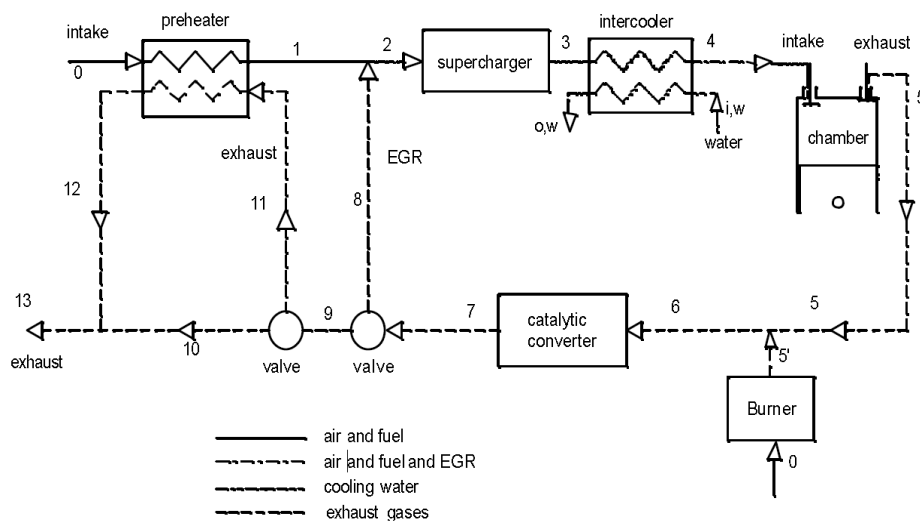 preheater
intercooler
intake
0
1
2
supercharger
3
4
intake
exhaust
5
o,w
i,w
water
chamber
exhaust
EGR
12
11
8
13
exhaust
10
valve
9
valve
7
catalytic
converter
6
5
5'
Burner
0
air and fuel
air and fuel and EGR
cooling water
exhaust gases